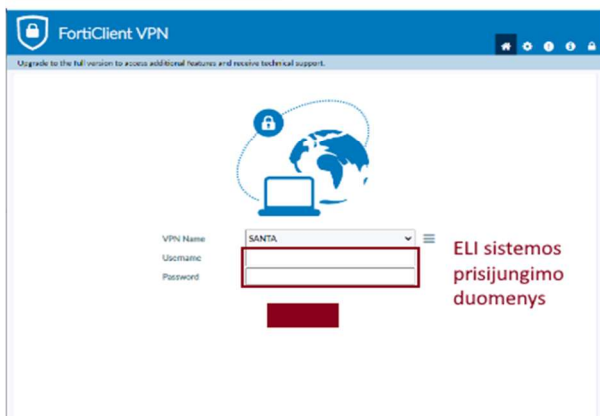 FortiClient VPN
Upgrade to the full version to access additional features and receive technical support.
VPN Name
SANTA
Username
Password
ELI sistemos
prisijungimo
duomenys